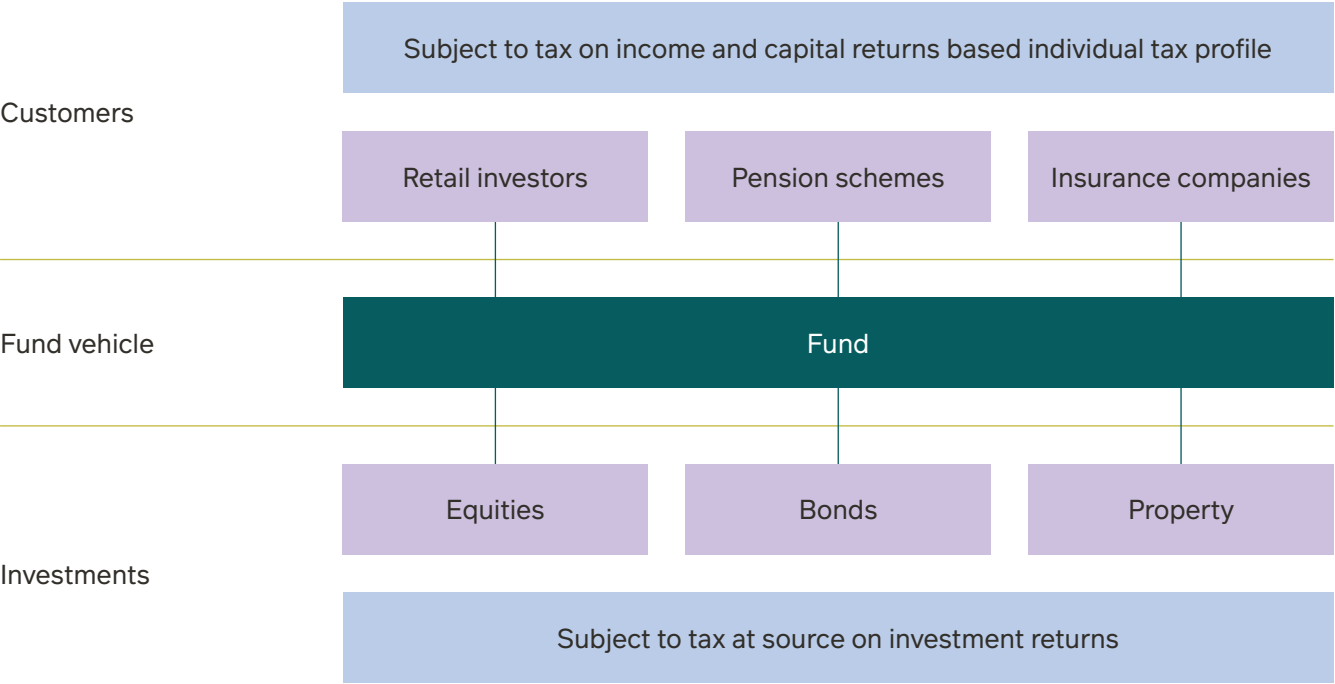 Subject to tax on income and capital returns based individual tax profile
Customers
Retail investors
Pension schemes
Insurance companies
Fund vehicle
Fund
Equities
Bonds
Property
Investments
Subject to tax at source on investment returns